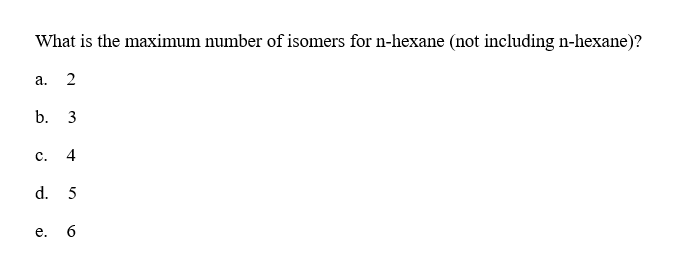 What is the maximum number of isomers for n-hexane (not including n-hexane)?
a. 2
b. 3
c. 4
d. 5
e. 6